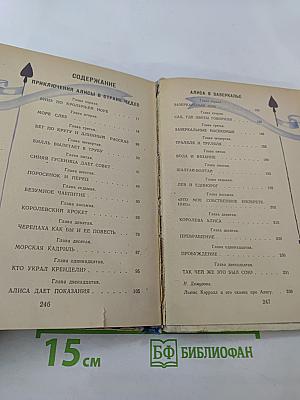 СОДЕРЖАНИЕ
ПРИКЛЮЧЕНИЯ АЛИСЫ В СТРАНЕ ЧУДЕС
Глава первая.
ВНИЗ ПО КРОЛИЧЬЕЙ НОРЕ
Глава вторая.
МОРЕ СЛЕЗ
Глава третья.
БЕГ ПО КРУГУ И ДЛИННЫЙ РАССКАЗ
Глава четвертая.
БИЛЛЬ ВЫЛЕТАЕТ В ТРУБУ
Глава пятая.
СИНЯЯ ГУСЕНИЦА ДАЕТ СОВЕТ
Глава шестая.
ПОРОСЕНОК И ПЕРЕЦ
Глава седьмая.
БЕЗУМНОЕ ЧАЕПИТИЕ
Глава восьмая.
КОРОЛЕВСКИЙ КРОКЕТ
Глава девятая.
ЧЕРЕПАХА КАК БЫ И ЕЕ ПОВЕСТЬ
Глава десятая.
МОРСКАЯ КАДРИЛЬ 87
Глава одиннадцатая.
КТО УКРАЛ КРЕНДЕЛИ? 95
Глава двенадцатая.
АЛИСА ДАЕТ ПОКАЗАНИЯ 105
246
АЛИСА В ЗАЗЕРКАЛЬЕ
Глава первая.
ЗАЗЕРКАЛЬНЫЙ ДОМ
Глава вторая.
САД, ГДЕ ЦВЕТЫ ГОВОРИЛИ
Глава третья.
ЗАЗЕРКАЛЬНЫЕ НАСЕКОМЫЕ
Глава четвертая.
ТРАЛЯЛЯ И ТРУЛЯЛЯ
Глава пятая.
ВОДА И ВЯЗАНИЕ
Глава шестая.
ШАЛТАЙ-БОЛТАЙ
Глава седьмая.
ЛЕВ И ЕДИНОРОГ
Глава восьмая.
«ЭТО МОЕ СОБСТВЕННОЕ ИЗОБРЕТЕНИЕ»
Глава девятая.
КОРОЛЕВА АЛИСА
Глава десятая.
ПРЕВРАЩЕНИЕ
Глава одиннадцатая.
ПРОБУЖДЕНИЕ
Глава двенадцатая.
ТАК ЧЕЙ ЖЕ ЭТО БЫЛ СОН?
Н. Демурова.
Льюис Кэрролл и его сказка про Алису.
247
15 см
БФ БИБЛИОФАН